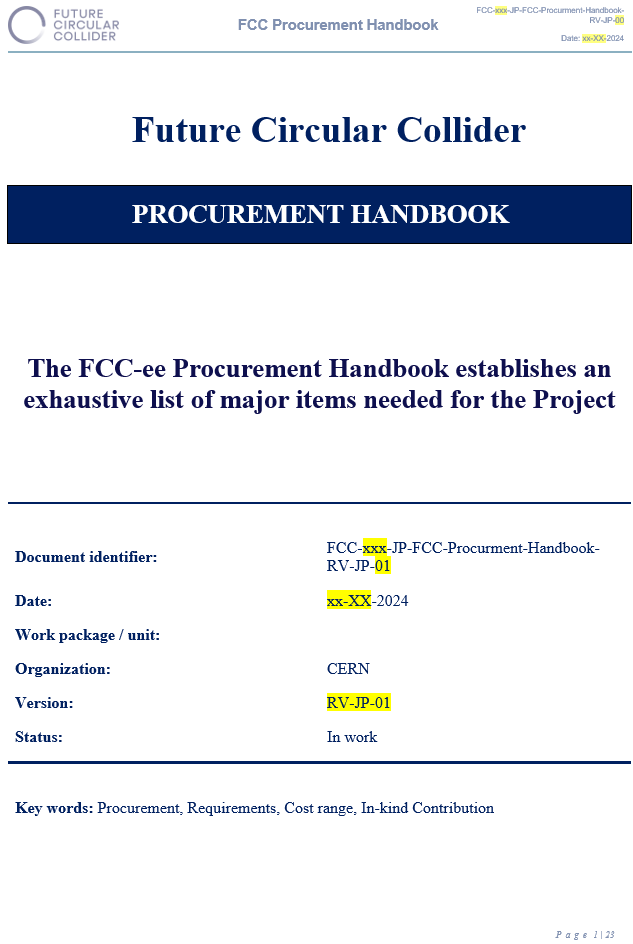 FUTURE
CIRCULAR
COLLIDER
FCC Procurement Handbook
FCC-xxx-JP-FCC-Procurment-Handbook-
RV-JP-00
Date: xx-XX-2024
Future Circular Collider
PROCUREMENT HANDBOOK
The FCC-ee Procurement Handbook establishes an
exhaustive list of major items needed for the Project
Document identifier:
FCC-xxx-JP-FCC-Procurment-Handbook-
RV-JP-01
Date: xx-XX-2024
Work package / unit:
Organization: CERN
Version: RV-JP-01
Status: In work
Key words: Procurement, Requirements, Cost range, In-kind Contribution
Page 1 | 23